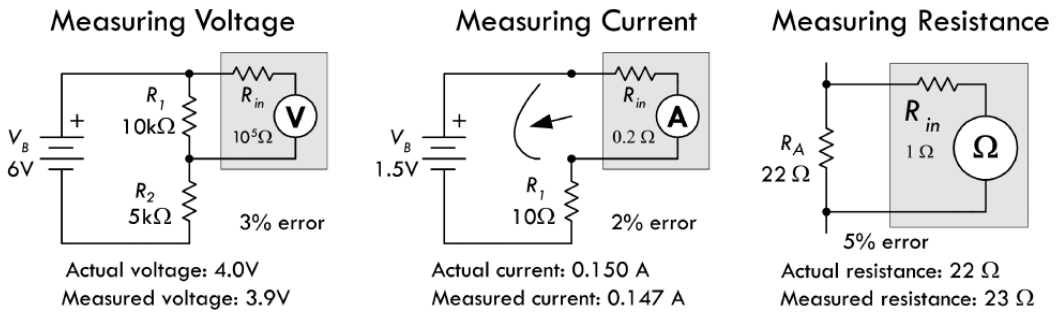 Measuring Voltage
R1
10kΩ
Rin
10⁵Ω
V
VB
+
6V
R2
5kΩ
3% error
Actual voltage: 4.0V
Measured voltage: 3.9V
Measuring Current
Rin
0.2 Ω
A
VB
+
1.5V
R1
10Ω
2% error
Actual current: 0.150 A
Measured current: 0.147 A
Measuring Resistance
Rin
1 Ω
Ω
RA
22 Ω
5% error
Actual resistance: 22 Ω
Measured resistance: 23 Ω